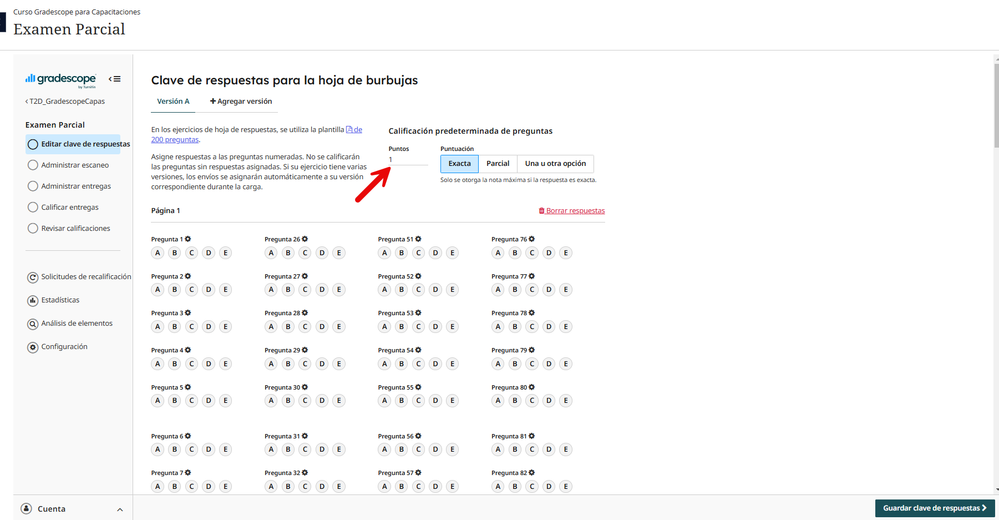 Curso Gradescope para Capacitaciones
Examen Parcial
gradescope
by Turnitin
T2D_GradescopeCapas
Examen Parcial
Editar clave de respuestas
Administrar escaneo
Administrar entregas
Calificar entregas
Revisar calificaciones
Solicitudes de recalificación
Estadísticas
Análisis de elementos
Configuración
Cuenta
Clave de respuestas para la hoja de burbujas
Versión A
Agregar versión
En los ejercicios de hoja de respuestas, se utiliza la plantilla de
200 preguntas.
Asigne respuestas a las preguntas numeradas. No se calificarán
las preguntas sin respuestas asignadas. Si su ejercicio tiene varias
versiones, los envíos se asignarán automáticamente a su versión
correspondiente durante la carga.
Calificación predeterminada de preguntas
Puntos Puntuación
1
Exacta Parcial Una u otra opción
Solo se otorga la nota máxima si la respuesta es exacta.
Página 1 Borrar respuestas
Pregunta 1 Pregunta 26 Pregunta 51 Pregunta 76
A B C D E A B C D E A B C D E A B C D E
Pregunta 2 Pregunta 27 Pregunta 52 Pregunta 77
A B C D E A B C D E A B C D E A B C D E
Pregunta 3 Pregunta 28 Pregunta 53 Pregunta 78
A B C D E A B C D E A B C D E A B C D E
Pregunta 4 Pregunta 29 Pregunta 54 Pregunta 79
A B C D E A B C D E A B C D E A B C D E
Pregunta 5 Pregunta 30 Pregunta 55 Pregunta 80
A B C D E A B C D E A B C D E A B C D E
Pregunta 6 Pregunta 31 Pregunta 56 Pregunta 81
A B C D E A B C D E A B C D E A B C D E
Pregunta 7 Pregunta 32 Pregunta 57 Pregunta 82
A B C D E A B C D E A B C D E A B C D E
Guardar clave de respuestas